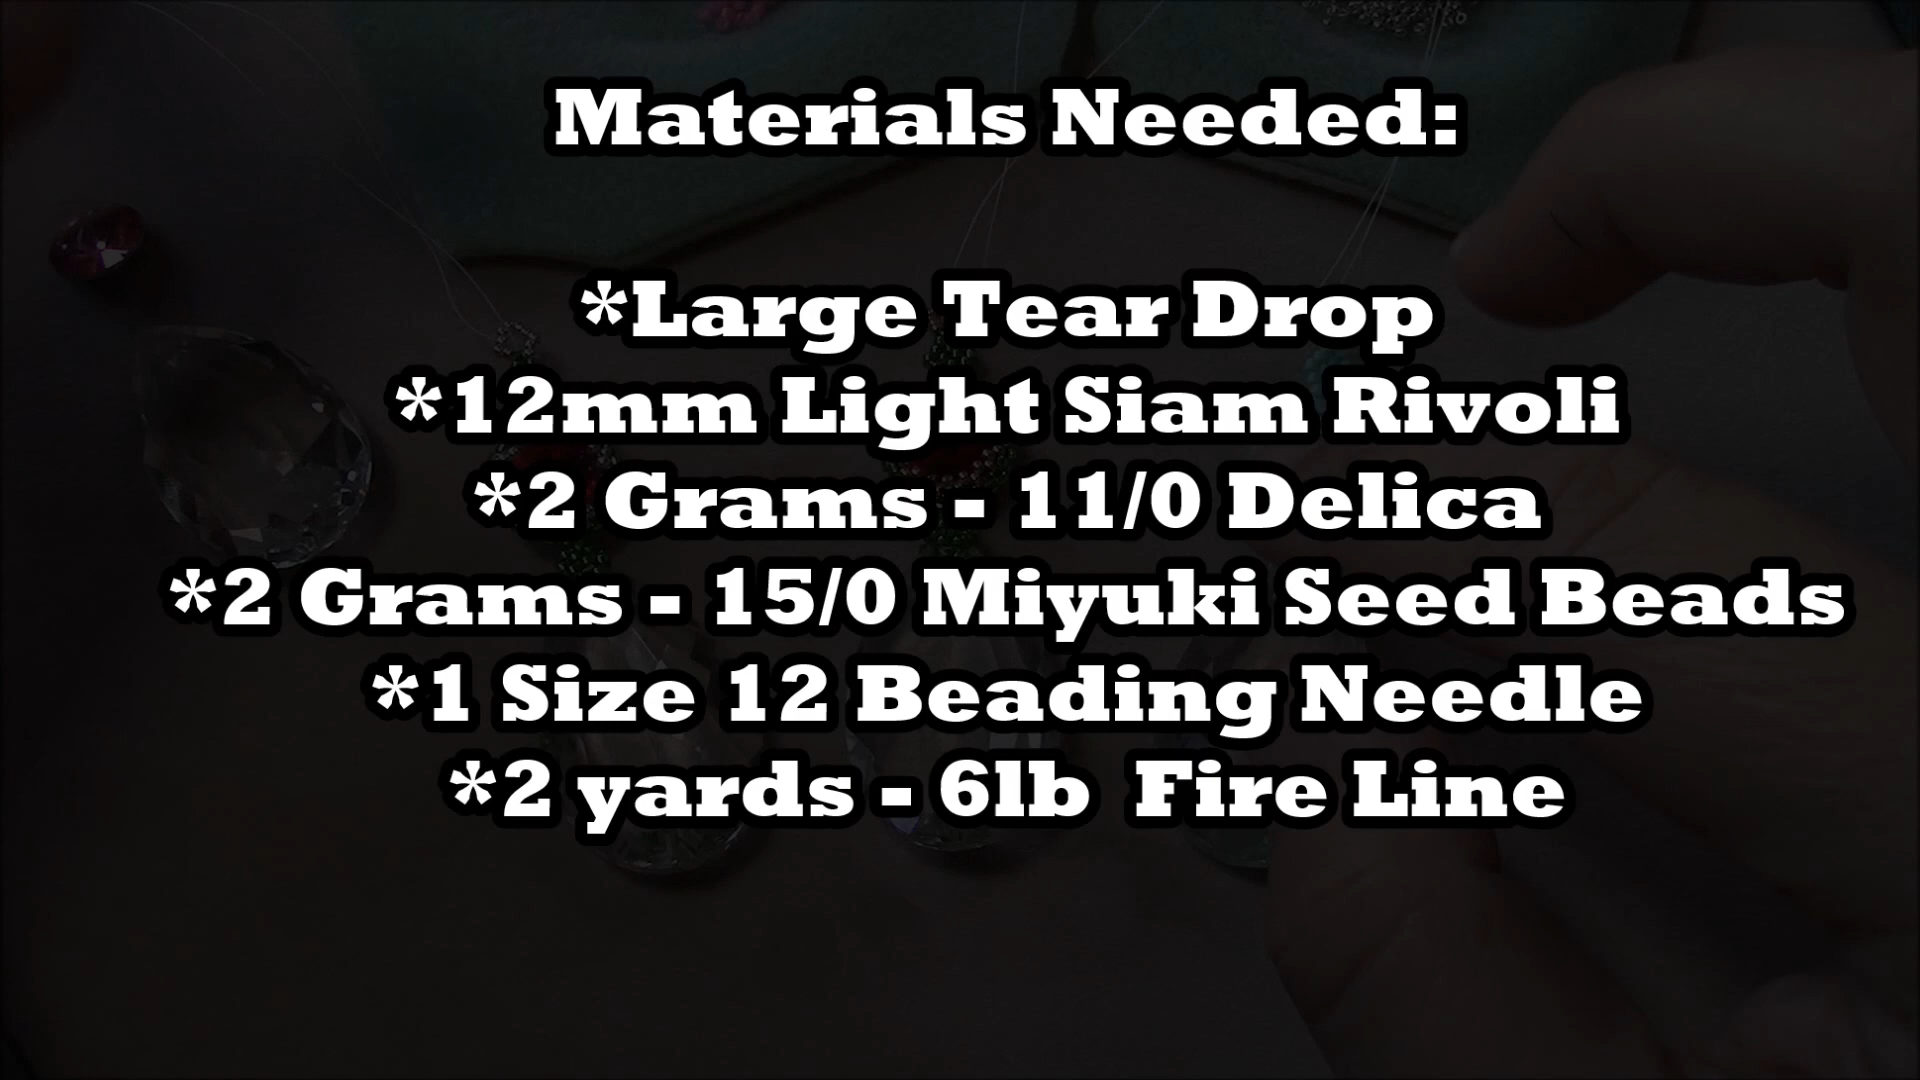 Materials Needed:
*Large Tear Drop
*12mm Light Siam Rivoli
*2 Grams - 11/0 Delica
*2 Grams - 15/0 Miyuki Seed Beads
*1 Size 12 Beading Needle
*2 yards - 6lb  Fire Line